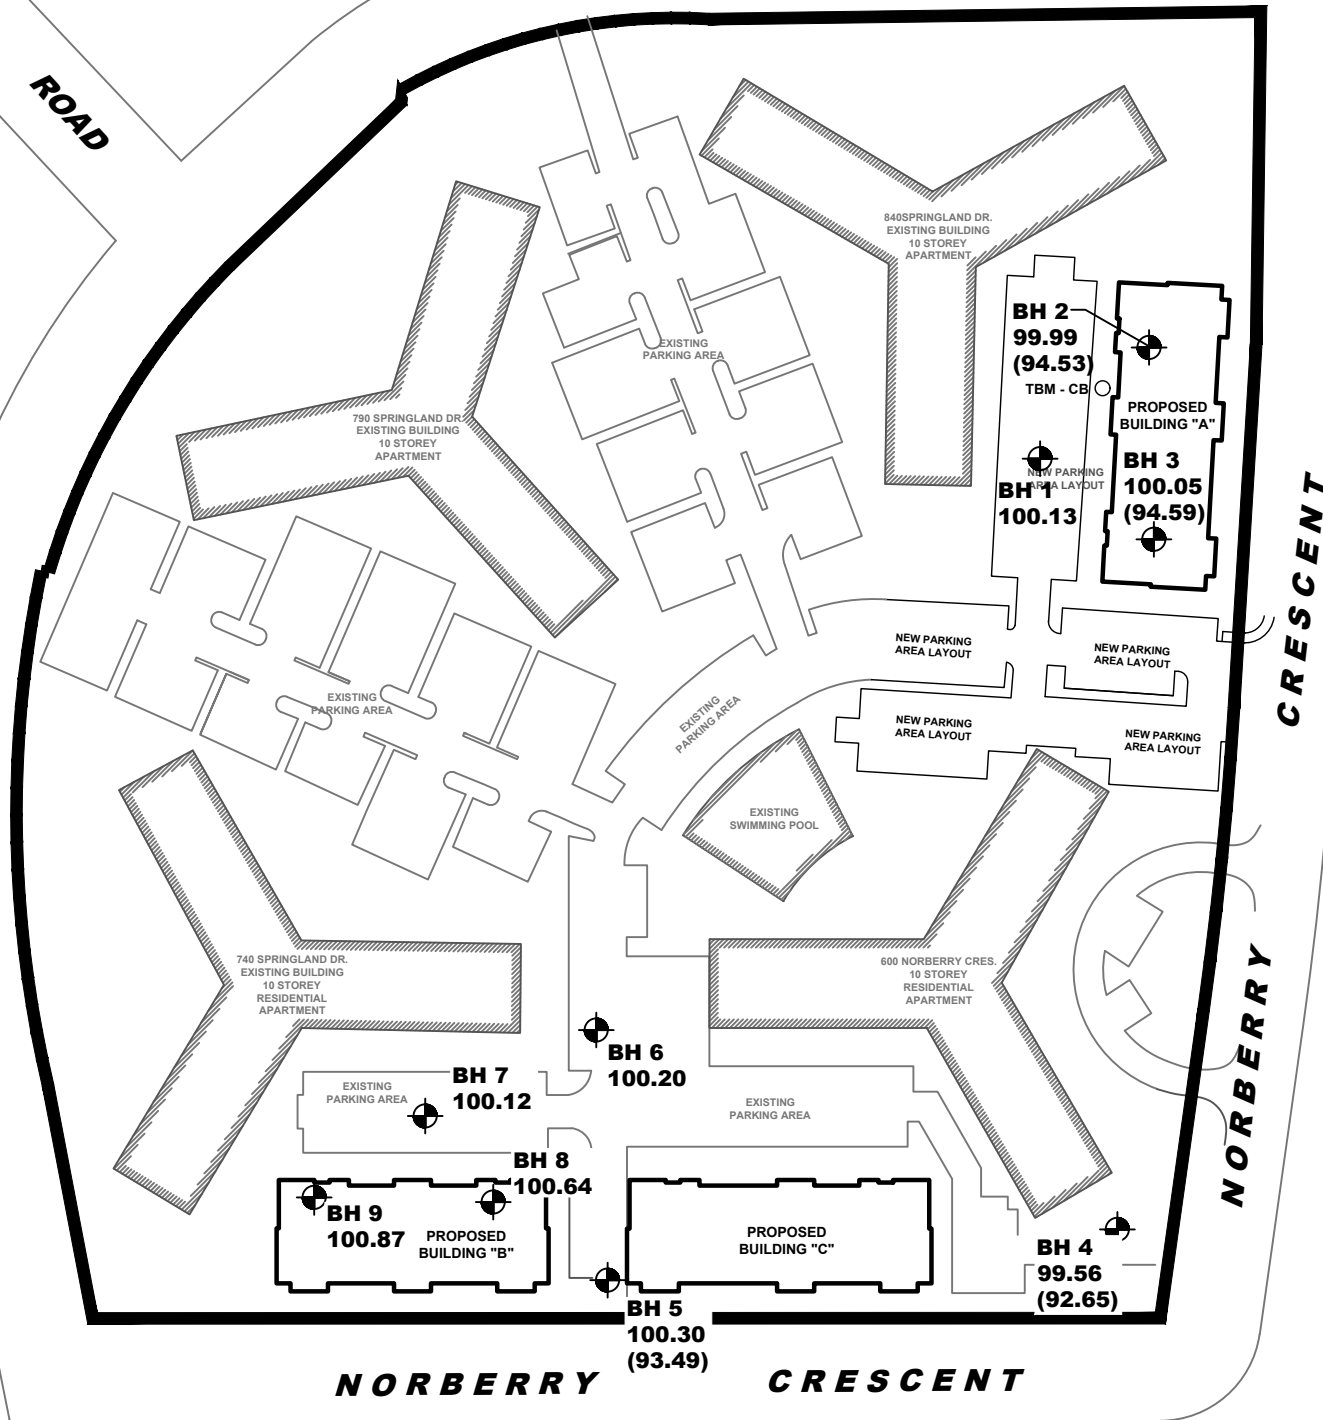 ROAD
840SPRINGLAND DR.
EXISTING BUILDING
10 STOREY
APARTMENT
BH 2
99.99
(94.53)
TBM - CB
EXISTING
PARKING AREA
PROPOSED
BUILDING "A"
790 SPRINGLAND DR.
EXISTING BUILDING
10 STOREY
APARTMENT
BH 3
100.05
(94.59)
NEW PARKING
AREA LAYOUT
BH 1
100.13
CRESCENT
NEW PARKING
AREA LAYOUT
NEW PARKING
AREA LAYOUT
EXISTING
PARKING AREA
EXISTING
PARKING AREA
NEW PARKING
AREA LAYOUT
NEW PARKING
AREA LAYOUT
EXISTING
SWIMMING POOL
740 SPRINGLAND DR.
EXISTING BUILDING
10 STOREY
RESIDENTIAL
APARTMENT
600 NORBERRY CRES.
10 STOREY
RESIDENTIAL
APARTMENT
NORBERRY
BH 6
100.20
BH 7
100.12
EXISTING
PARKING AREA
EXISTING
PARKING AREA
BH 8
100.64
BH 9
100.87
PROPOSED
BUILDING "B"
PROPOSED
BUILDING "C"
BH 4
99.56
(92.65)
BH 5
100.30
(93.49)
NORBERRY CRESCENT